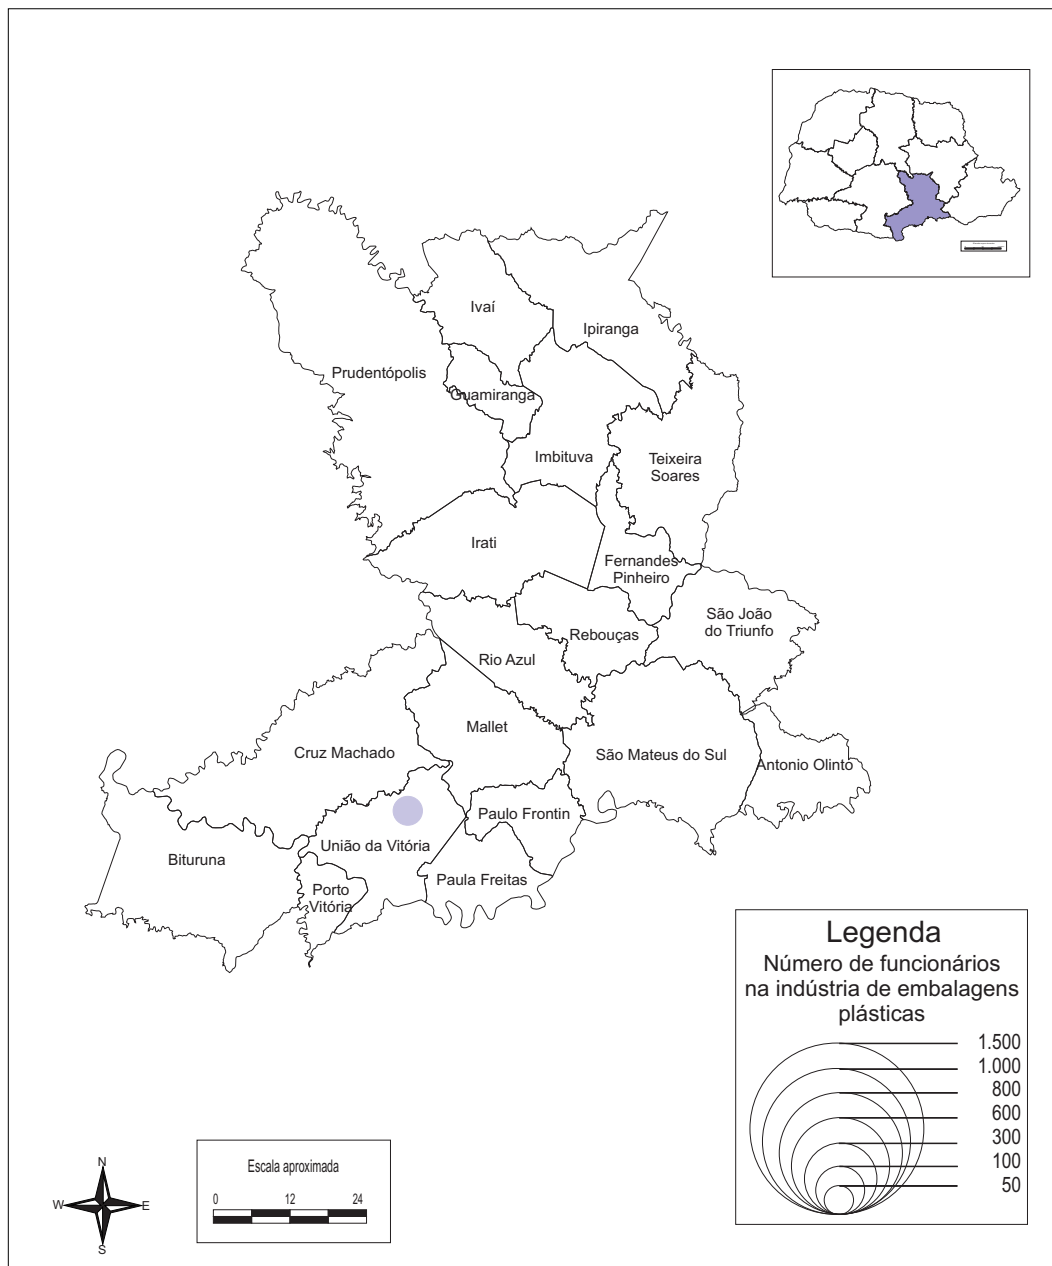 Ivaí
Ipiranga
Prudentópolis
Guamiranga
Imbituva
Teixeira
Soares
Irati
Fernandes
Pinheiro
São João
do Triunfo
Rebouças
Rio Azul
Mallet
Cruz Machado
São Mateus do Sul
Antonio Olinto
Paulo Frontin
União da Vitória
Bituruna
Paula Freitas
Porto
Vitória
Legenda
Número de funcionários
na indústria de embalagens
plásticas
1.500
1.000
800
600
300
100
50
N
W
E
S
Escala aproximada
0 12 24